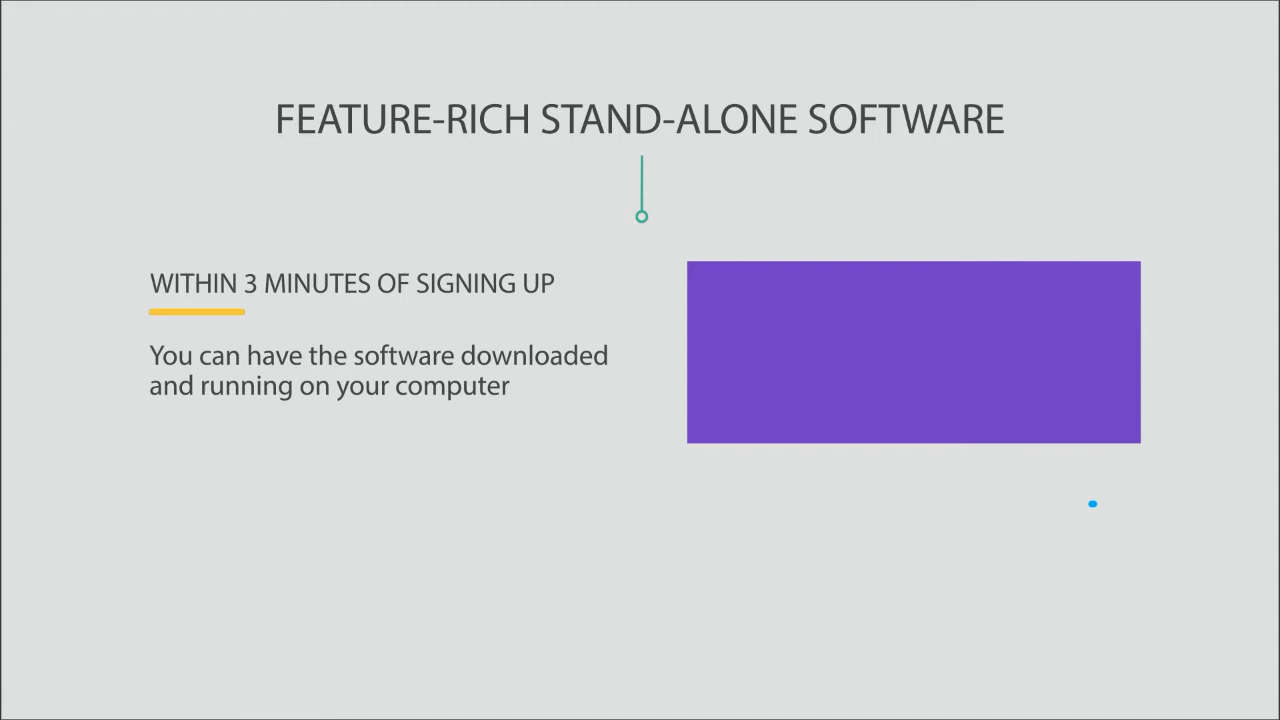 FEATURE-RICH STAND-ALONE SOFTWARE
WITHIN 3 MINUTES OF SIGNING UP
You can have the software downloaded
and running on your computer